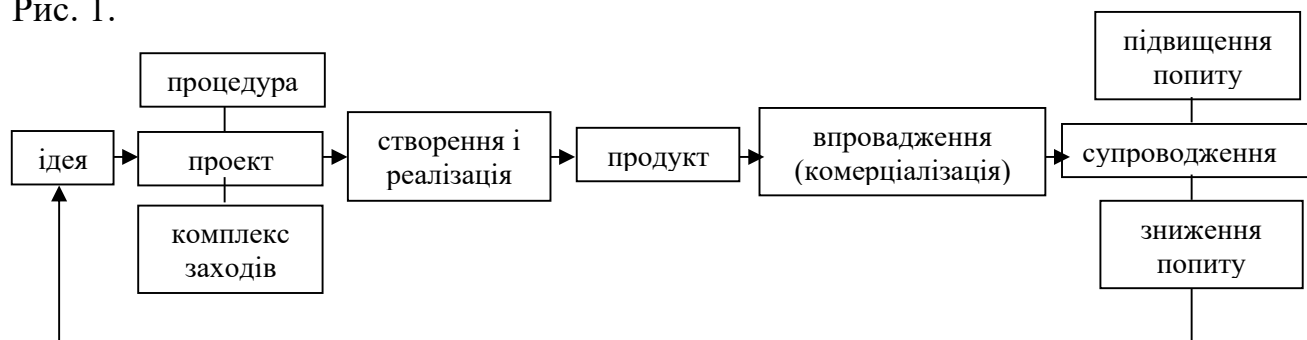 Рис. 1.
підвищення
попиту
процедура
ідея
проект
створення і
реалізація
продукт
впровадження
(комерціалізація)
супроводження
комплекс
заходів
зниження
попиту